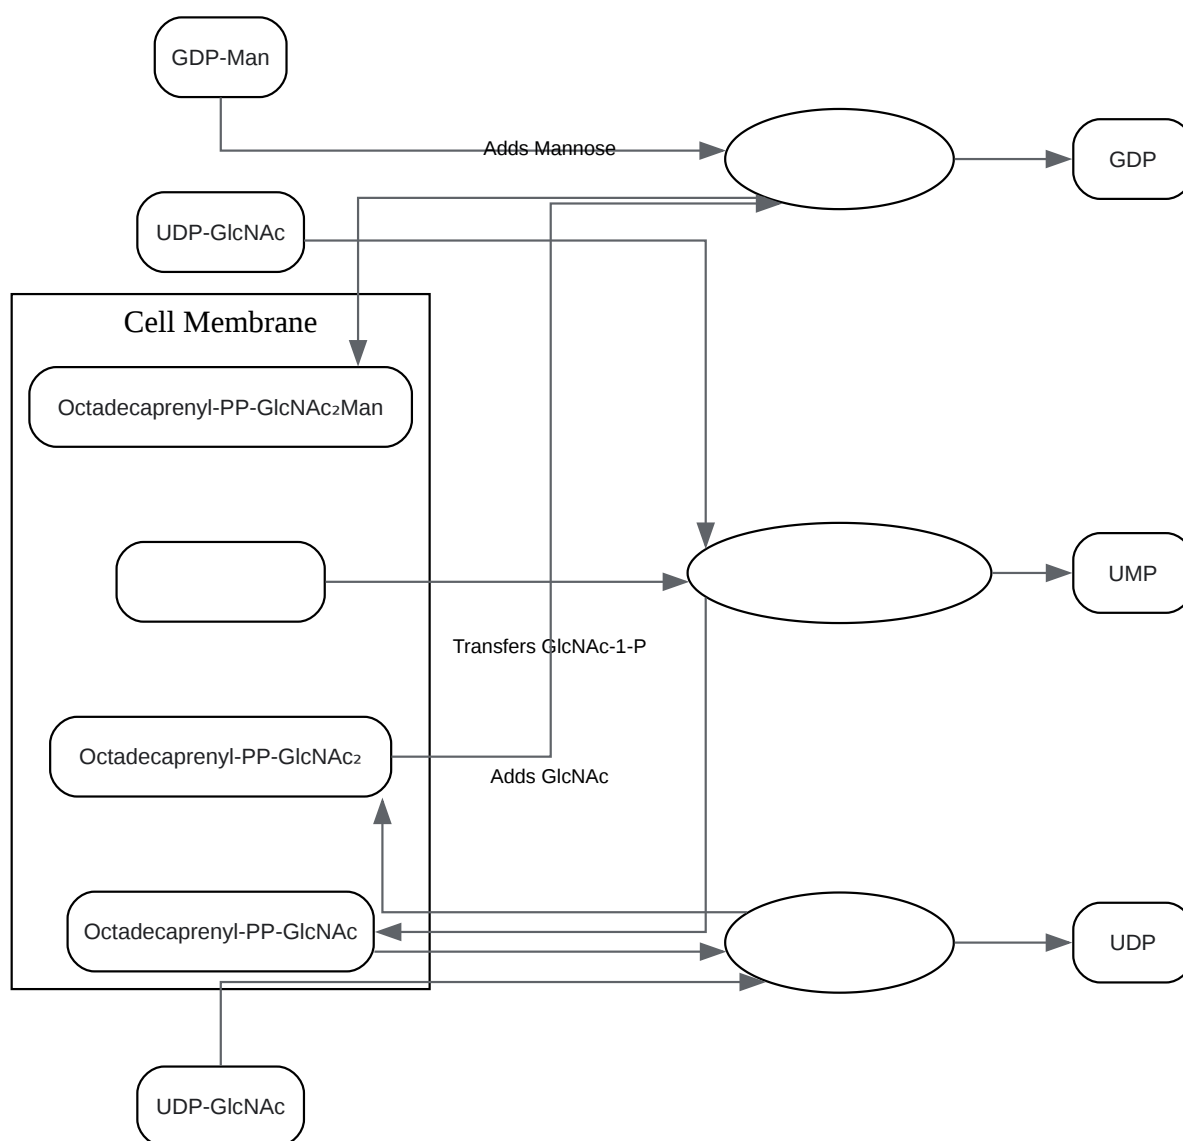 GDP-Man
Adds Mannose
GDP
UDP-GlcNAc
Cell Membrane
Octadecaprenyl-PP-GlcNAc₂Man
UMP
Transfers GlcNAc-1-P
Octadecaprenyl-PP-GlcNAc₂
Adds GlcNAc
Octadecaprenyl-PP-GlcNAc
UDP
UDP-GlcNAc